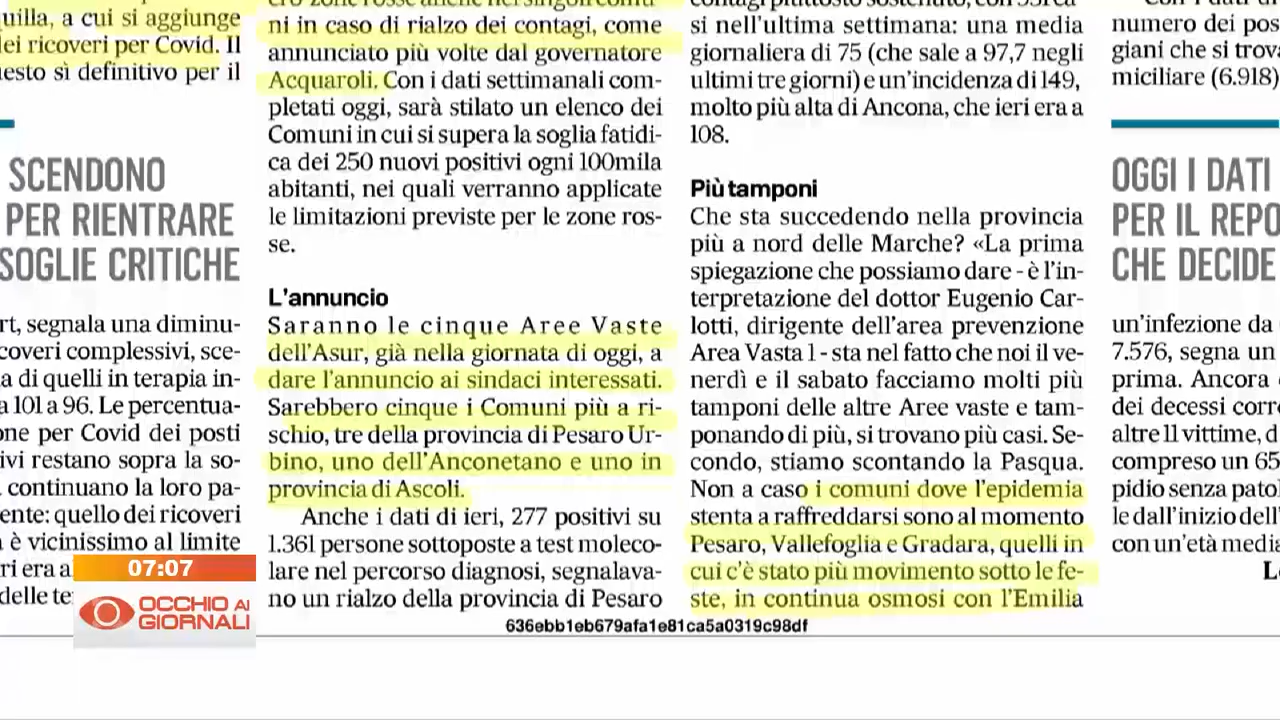 quilla, a cui si aggiunge
dei ricoveri per Covid. Il
esto sì definitivo per il
SCENDONO
PER RIENTRARE
SOGLIE CRITICHE
rt, segnala una diminu-
coveri complessivi, sce-
a di quelli in terapia in-
a 101 a 96. Le percentua-
one per Covid dei posti
ivi restano sopra la so-
continuano la loro pa-
ente: quello dei ricoveri
è vicinissimo al limite
ri era a
delle te
ni in caso di rialzo dei contagi, come
annunciato più volte dal governatore
Acquaroli. Con i dati settimanali com-
pletati oggi, sarà stilato un elenco dei
Comuni in cui si supera la soglia fatidi-
ca dei 250 nuovi positivi ogni 100mila
abitanti, nei quali verranno applicate
le limitazioni previste per le zone ros-
se.
L'annuncio
Saranno le cinque Aree Vaste
dell'Asur, già nella giornata di oggi, a
dare l'annuncio ai sindaci interessati.
Sarebbero cinque i Comuni più a ri-
schio, tre della provincia di Pesaro Ur-
bino, uno dell'Anconetano e uno in
provincia di Ascoli.
Anche i dati di ieri, 277 positivi su
1.361 persone sottoposte a test moleco-
lare nel percorso diagnosi, segnalava-
no un rialzo della provincia di Pesaro
si nell'ultima settimana: una media
giornaliera di 75 (che sale a 97,7 negli
ultimi tre giorni) e un'incidenza di 149,
molto più alta di Ancona, che ieri era a
108.
Più tamponi
Che sta succedendo nella provincia
più a nord delle Marche? «La prima
spiegazione che possiamo dare - è l'in-
terpretazione del dottor Eugenio Car-
lotti, dirigente dell'area prevenzione
Area Vasta 1 - sta nel fatto che noi il ve-
nerdì e il sabato facciamo molti più
tamponi delle altre Aree vaste e tam-
ponando di più, si trovano più casi. Se-
condo, stiamo scontando la Pasqua.
Non a caso i comuni dove l'epidemia
stenta a raffreddarsi sono al momento
Pesaro, Vallefoglia e Gradara, quelli in
cui c'è stato più movimento sotto le fe-
ste, in continua osmosi con l'Emilia
numero dei pos
giani che si trova
miciliare (6.918)
OGGI I DATI
PER IL REPO
CHE DECIDE
un'infezione da
7.576, segna un
prima. Ancora
dei decessi corr
altre 11 vittime, d
compreso un 65
pidio senza patol
le dall'inizio dell'
con un'età media
07:07
OCCHIO AI
GIORNALI
636ebb1eb679afa1e81ca5a0319c98df